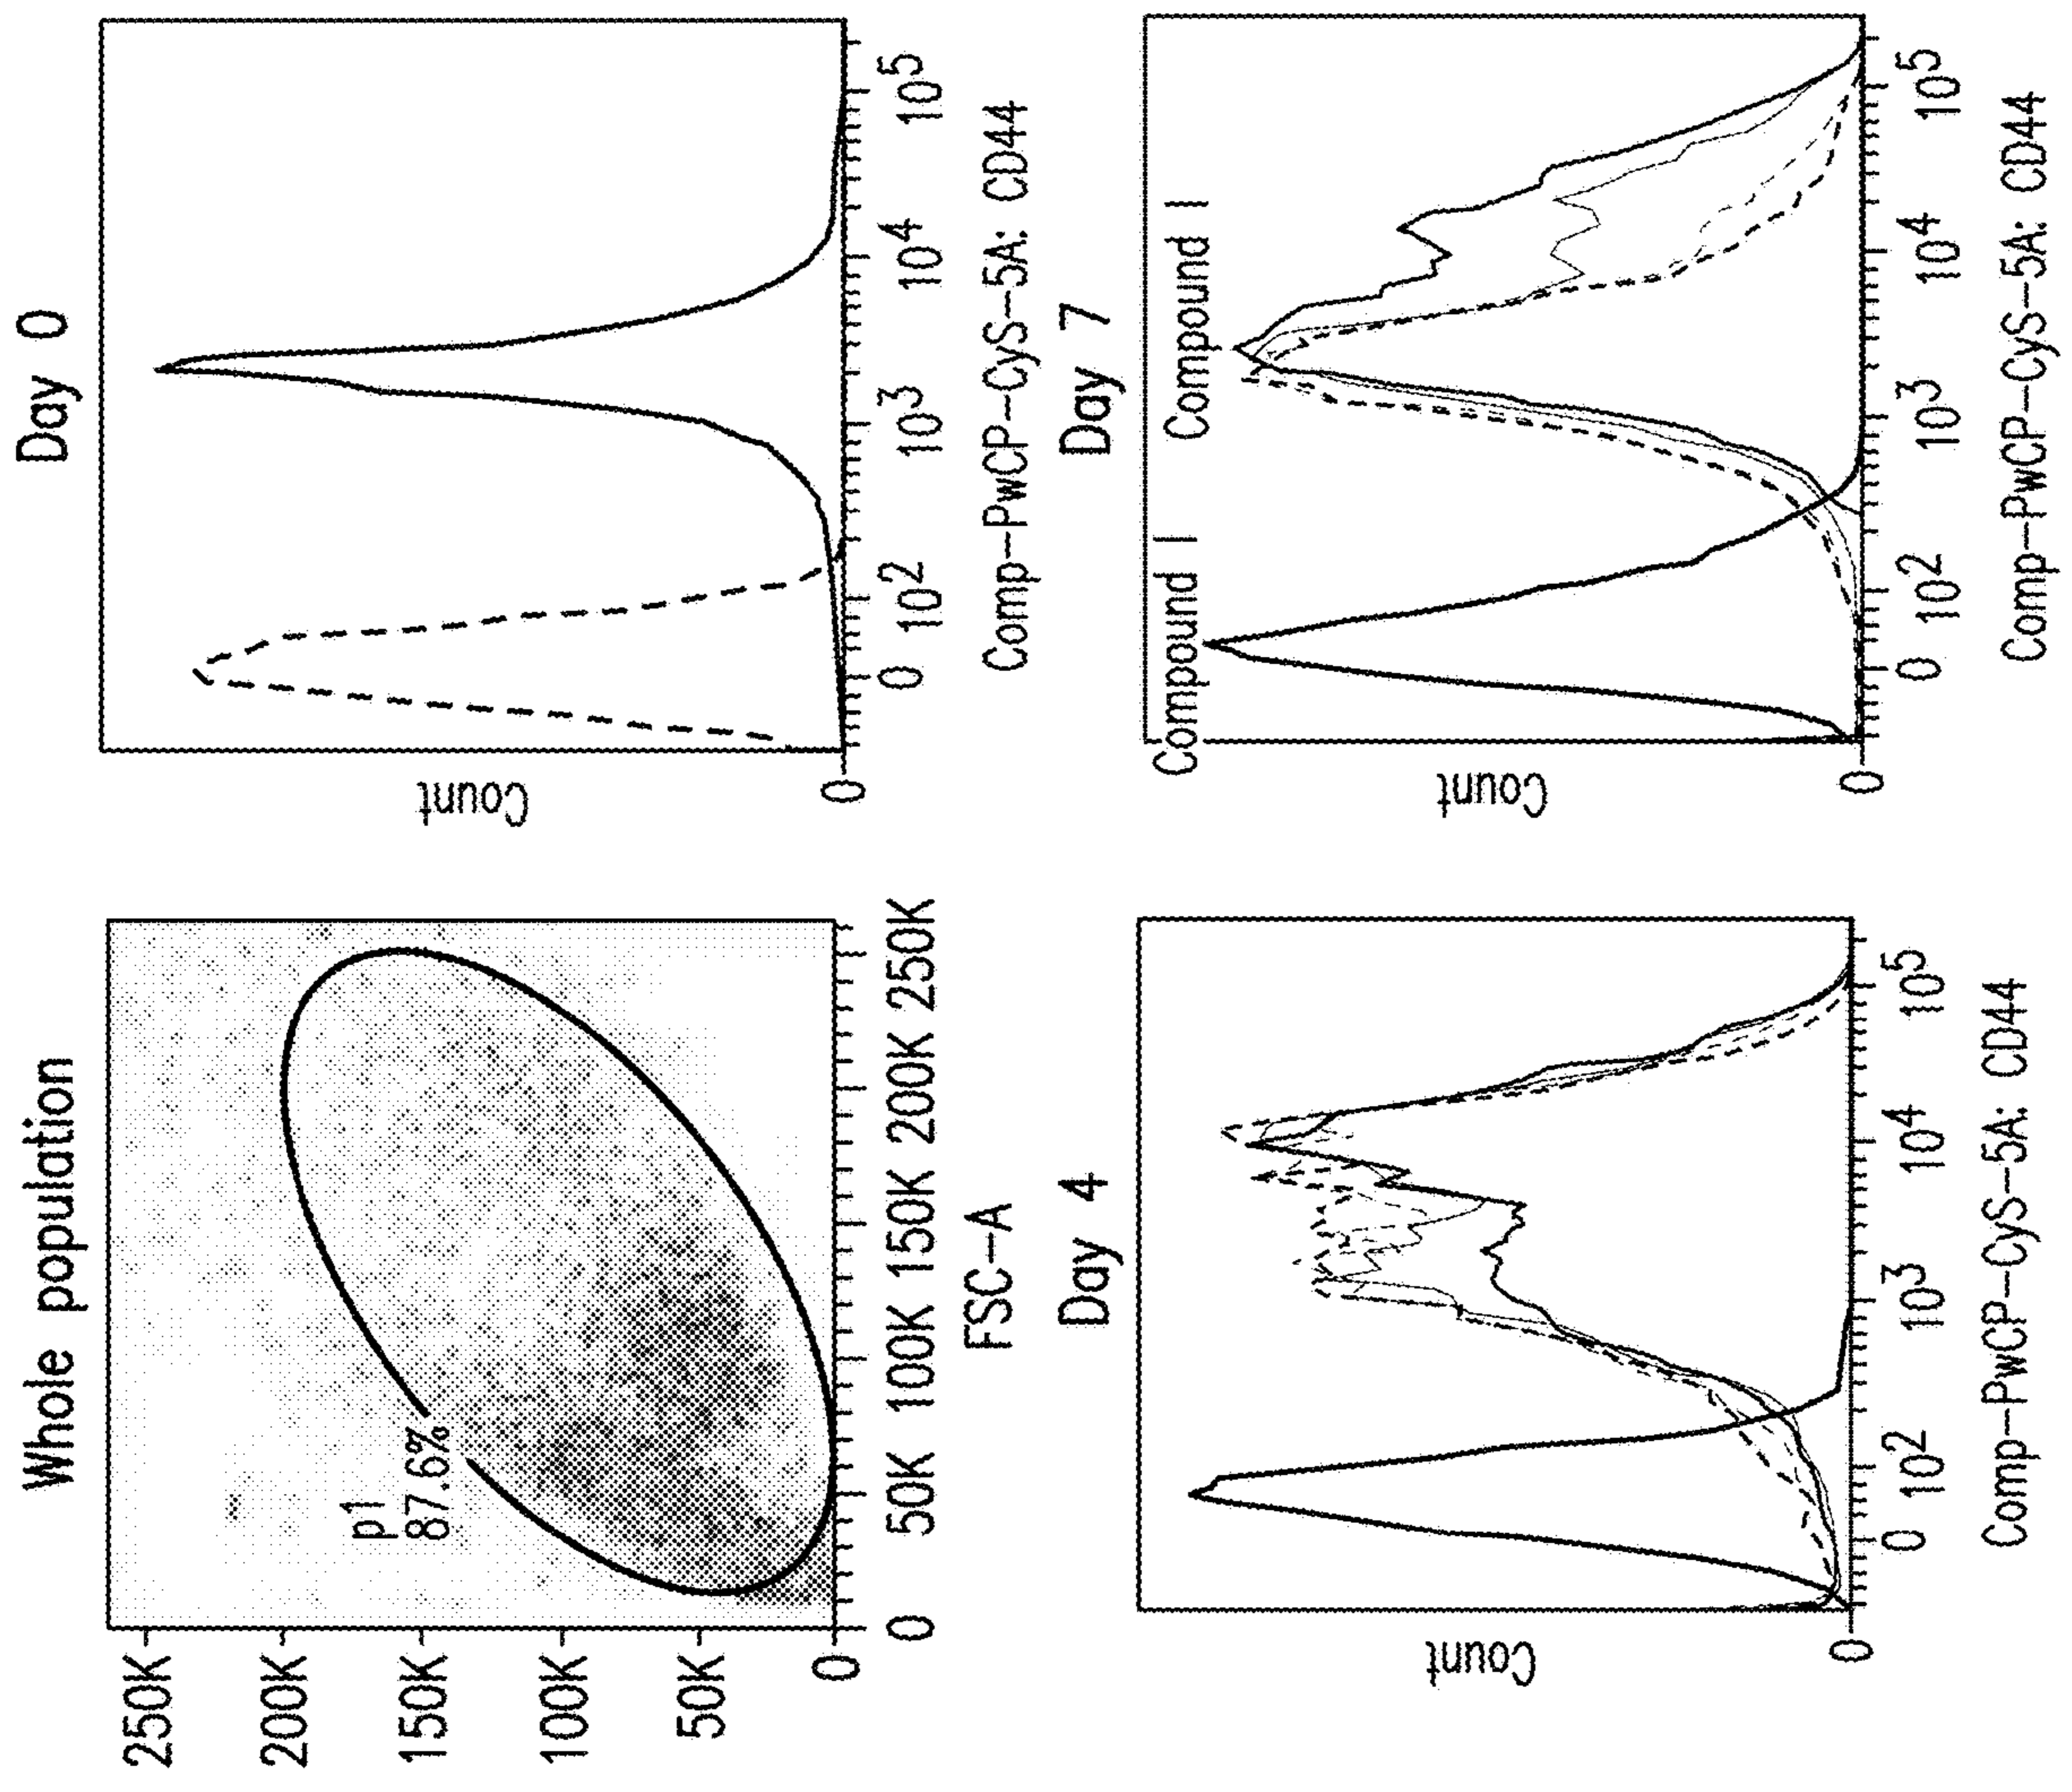 Whole population
250K
200K
150K
100K
50K
0
p1
87.6%
0 50K 100K 150K 200K 250K
FSC-A
Day 0
Count
0
0 10² 10³ 10⁴ 10⁵
Comp-PwCP-CyS-5A: CD44
Day 4
Count
0
0 10² 10³ 10⁴ 10⁵
Comp-PwCP-CyS-5A: CD44
Day 7
Compound I Compound I
Count
0
0 10² 10³ 10⁴ 10⁵
Comp-PwCP-CyS-5A: CD44